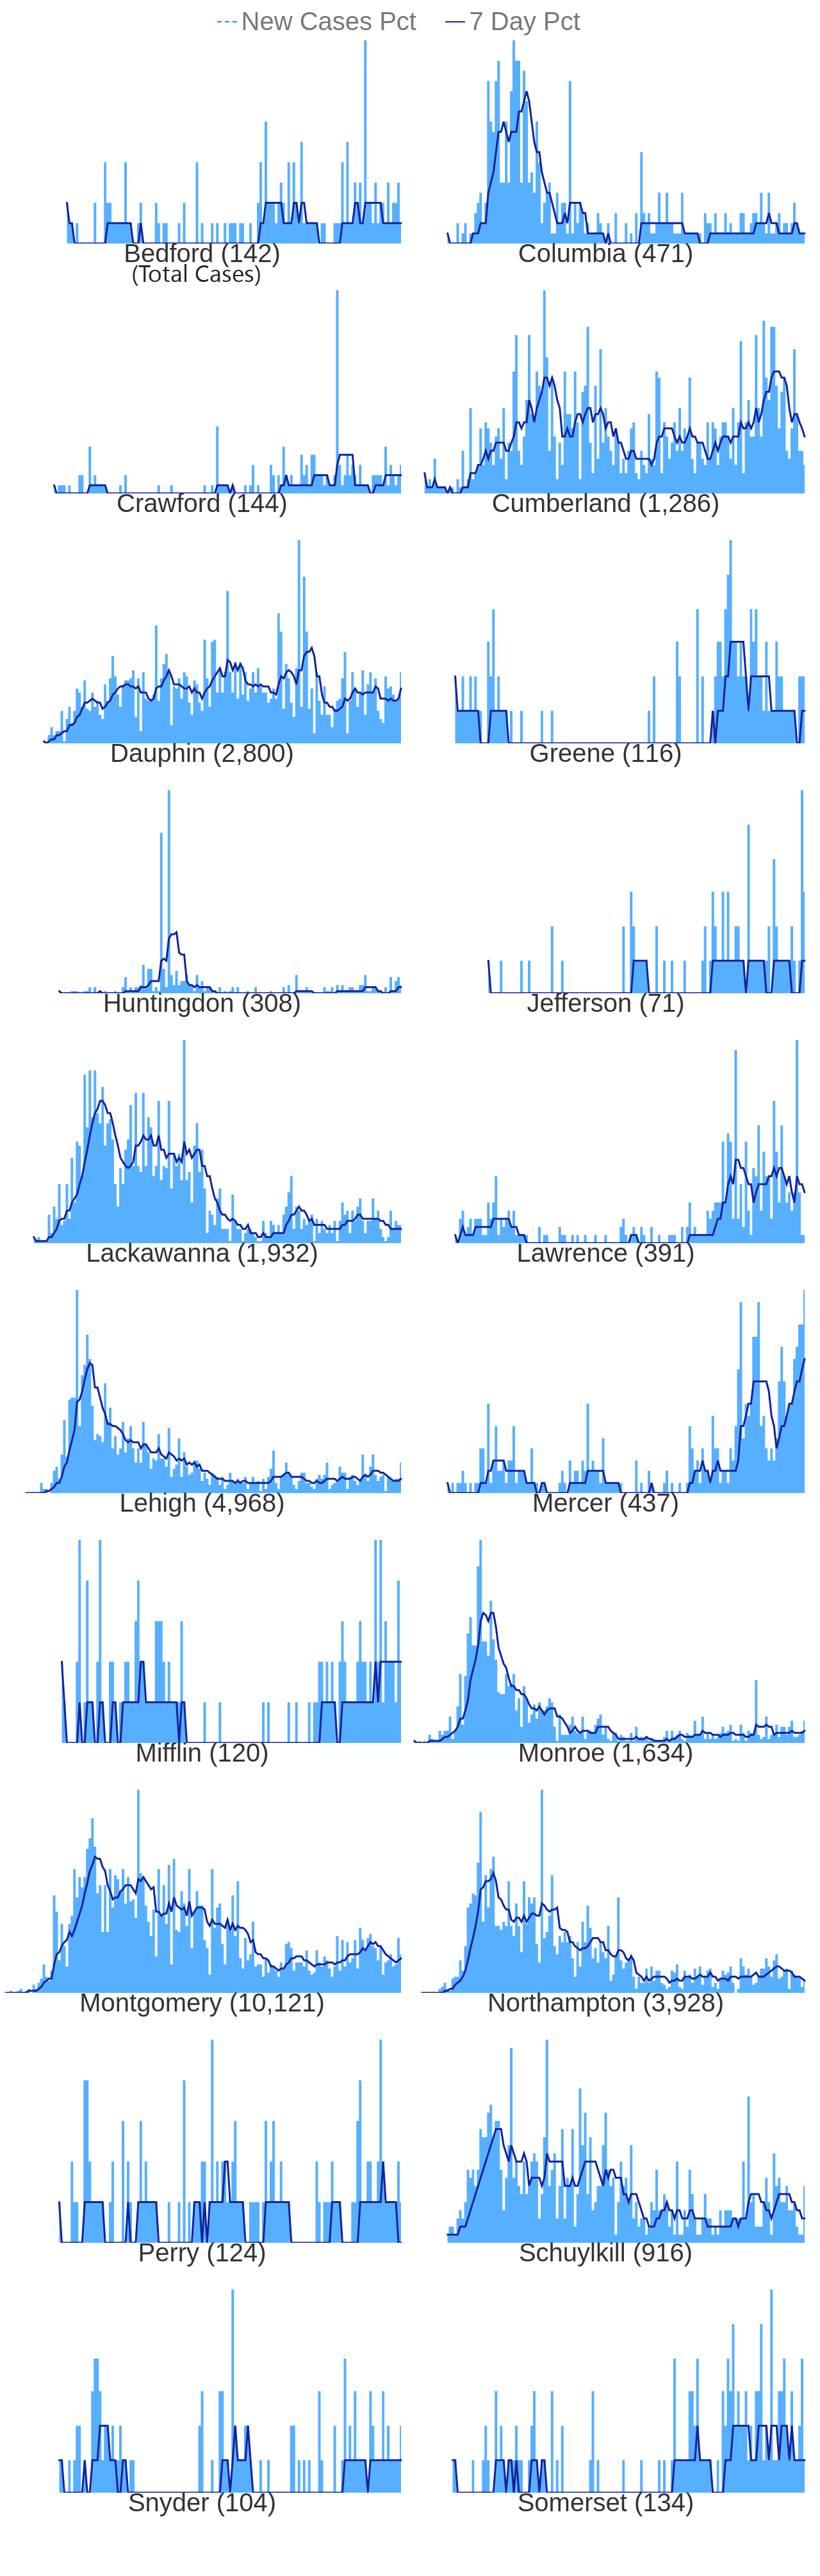 New Cases Pct 7 Day Pct
Bedford (142) Columbia (471)
(Total Cases)
Crawford (144) Cumberland (1,286)
Dauphin (2,800) Greene (116)
Huntingdon (308) Jefferson (71)
Lackawanna (1,932) Lawrence (391)
Lehigh (4,968) Mercer (437)
Mifflin (120) Monroe (1,634)
Montgomery (10,121) Northampton (3,928)
Perry (124) Schuylkill (916)
Snyder (104) Somerset (134)